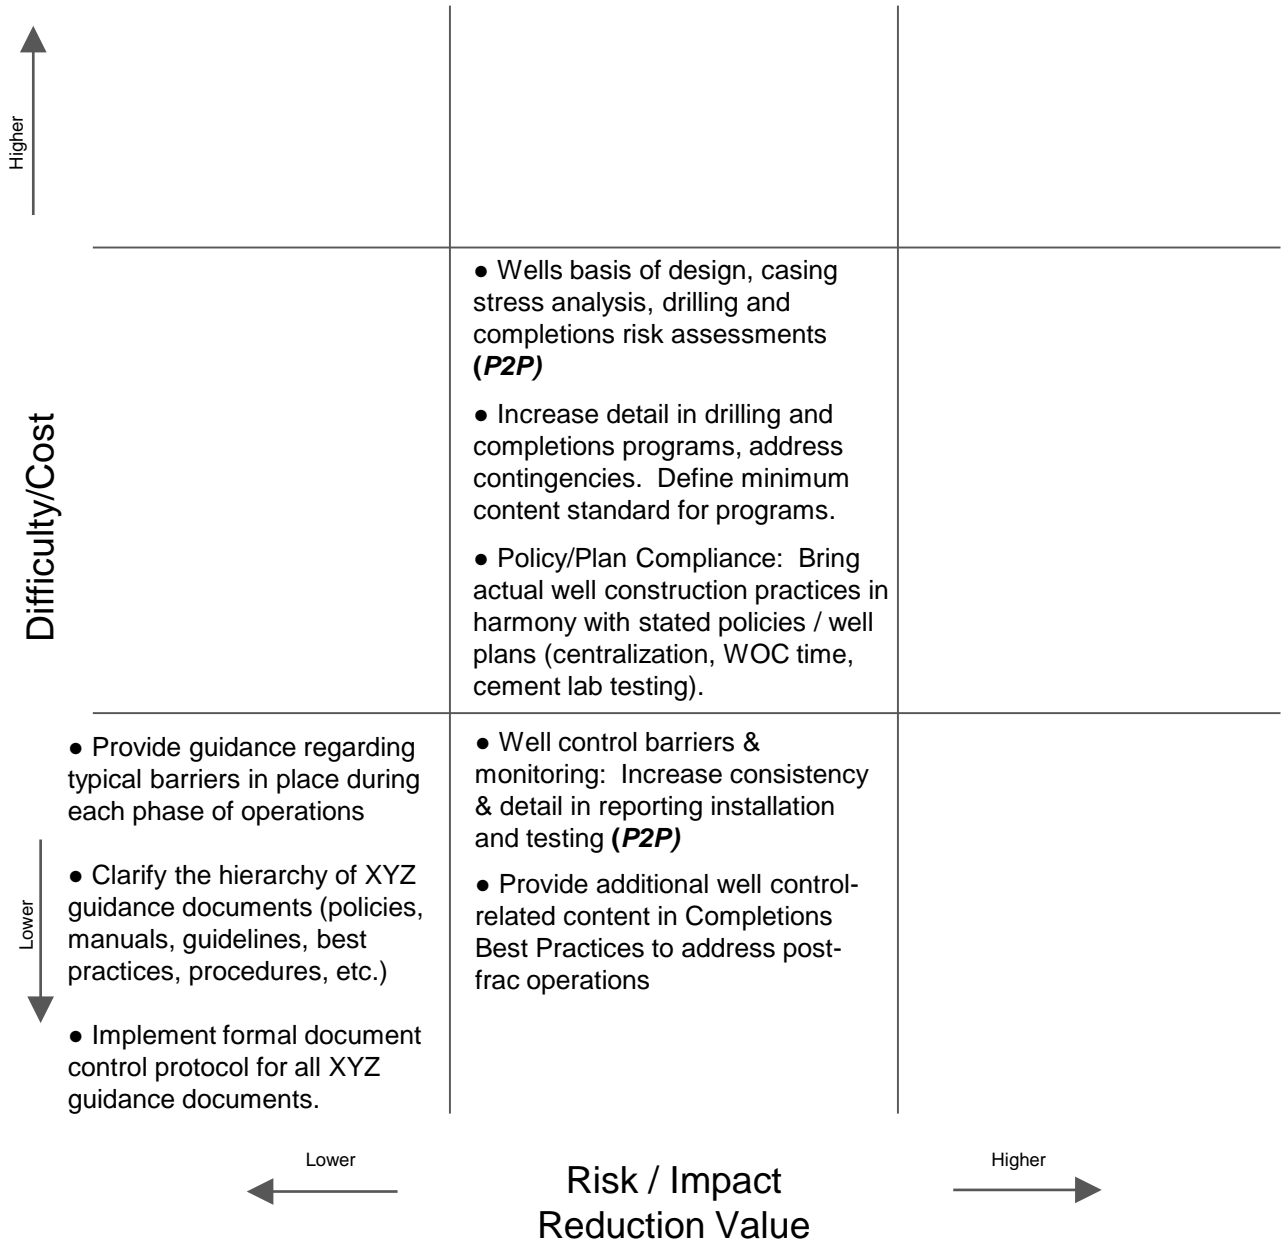 Higher
● Wells basis of design, casing
stress analysis, drilling and
completions risk assessments
(P2P)
● Increase detail in drilling and
completions programs, address
contingencies.  Define minimum
content standard for programs.
● Policy/Plan Compliance:  Bring
actual well construction practices in
harmony with stated policies / well
plans (centralization, WOC time,
cement lab testing).
Difficulty/Cost
● Provide guidance regarding
typical barriers in place during
each phase of operations
● Clarify the hierarchy of XYZ
guidance documents (policies,
manuals, guidelines, best
practices, procedures, etc.)
● Implement formal document
control protocol for all XYZ
guidance documents.
● Well control barriers &
monitoring:  Increase consistency
& detail in reporting installation
and testing (P2P)
● Provide additional well control-
related content in Completions
Best Practices to address post-
frac operations
Lower
Lower
Risk / Impact
Reduction Value
Higher